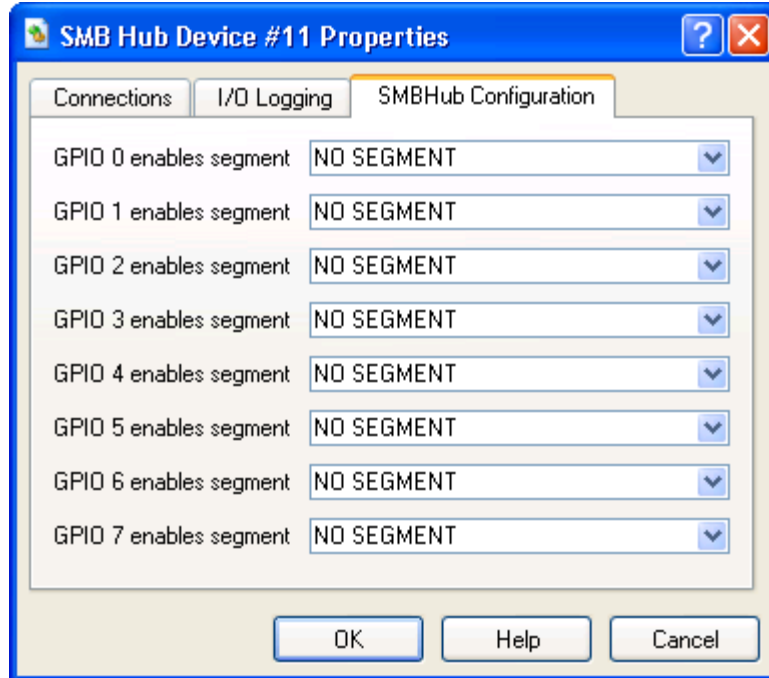 SMB Hub Device #11 Properties
Connections I/O Logging SMBHub Configuration
GPIO 0 enables segment NO SEGMENT
GPIO 1 enables segment NO SEGMENT
GPIO 2 enables segment NO SEGMENT
GPIO 3 enables segment NO SEGMENT
GPIO 4 enables segment NO SEGMENT
GPIO 5 enables segment NO SEGMENT
GPIO 6 enables segment NO SEGMENT
GPIO 7 enables segment NO SEGMENT
OK Help Cancel